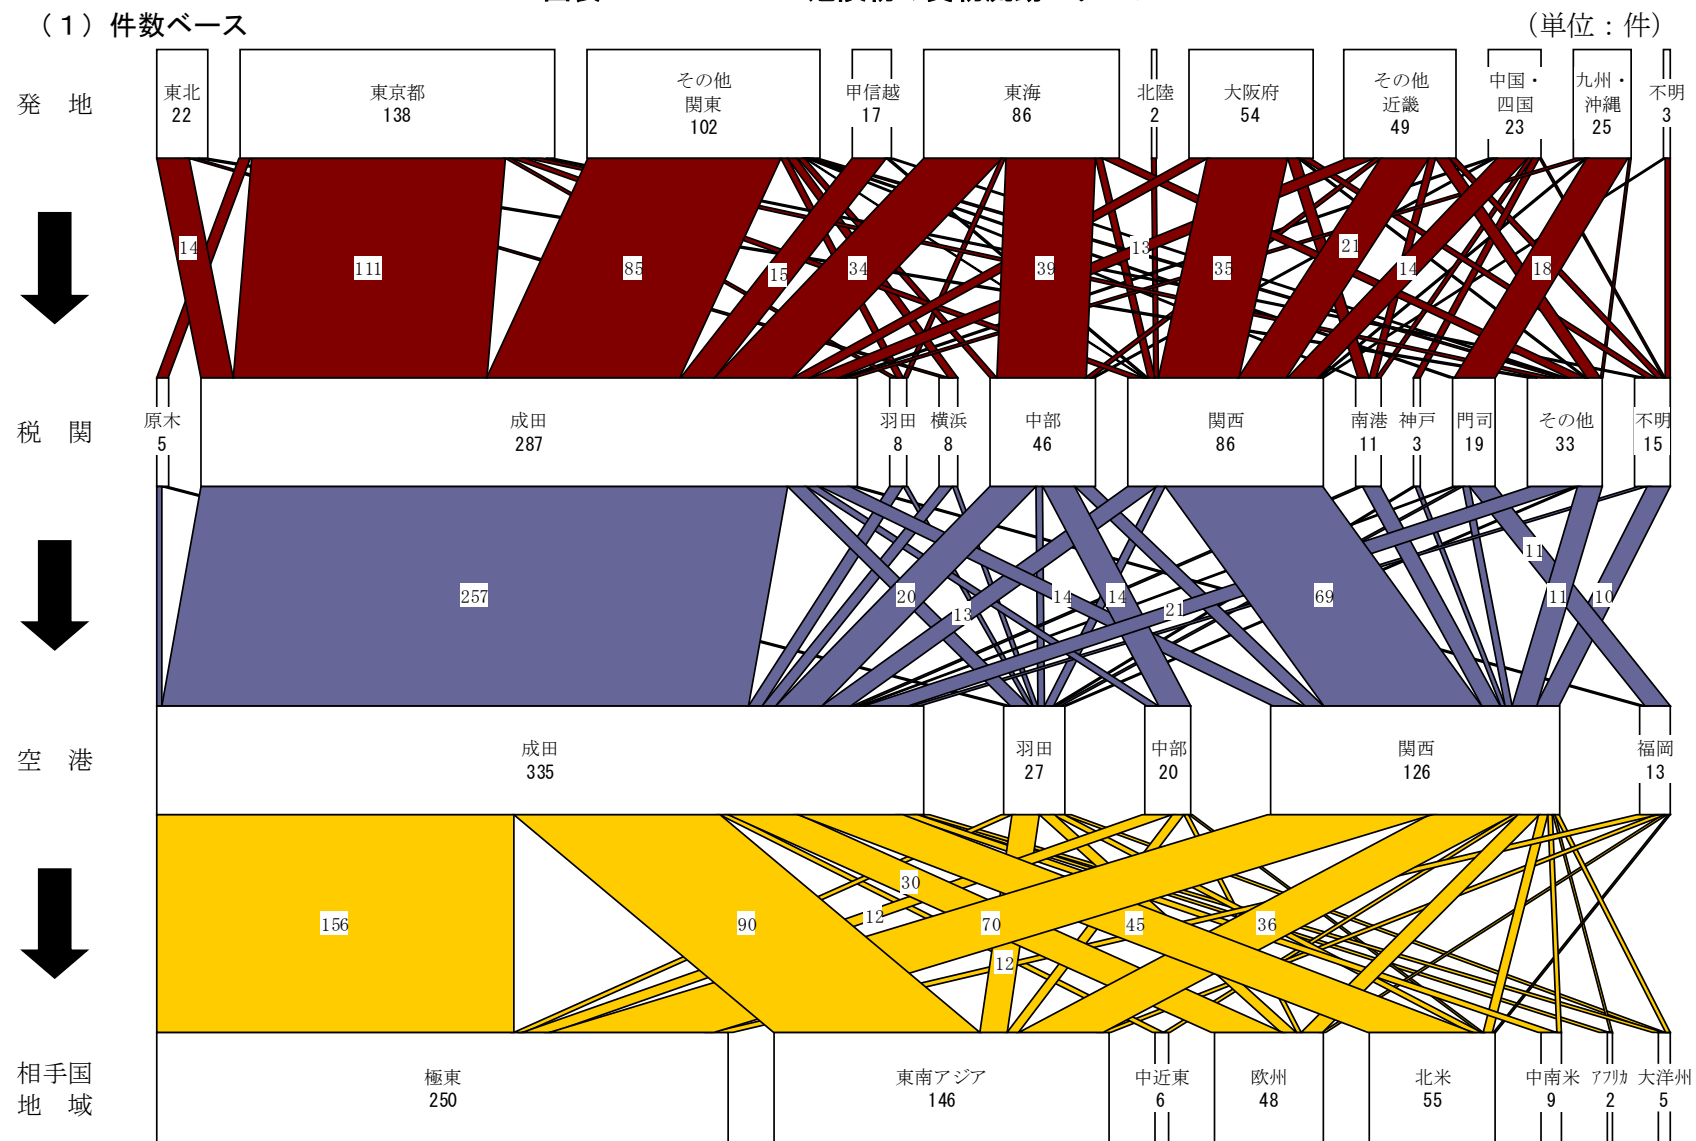 （１）件数ベース
（単位：件）
発　地
東北
22
東京都
138
その他
関東
102
甲信越
17
東海
86
北陸
2
大阪府
54
その他
近畿
49
中国・
四国
23
九州・
沖縄
25
不明
3
14
111
85
15
34
39
13
35
21
14
18
税　関
原木
5
成田
287
羽田
8
横浜
8
中部
46
関西
86
南港
11
神戸
3
門司
19
その他
33
不明
15
257
20
13
14
14
21
69
11
11
10
空　港
成田
335
羽田
27
中部
20
関西
126
福岡
13
156
90
30
12
70
12
45
36
相手国
地　域
極東
250
東南アジア
146
中近東
6
欧州
48
北米
55
中南米
9
アフリカ
2
大洋州
5